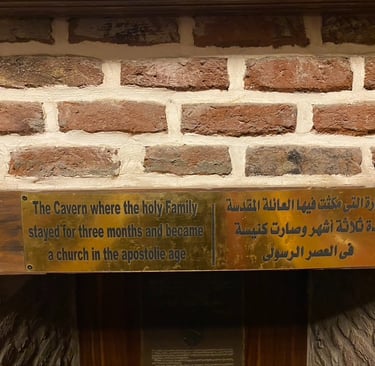 The Cavern where the holy Family
stayed for three months and became
a church in the apostolie age
التي مكثت فيها العائلة المقدسة
ثلاثة أشهر وصارت كنيسة
فى العصر الرسولى